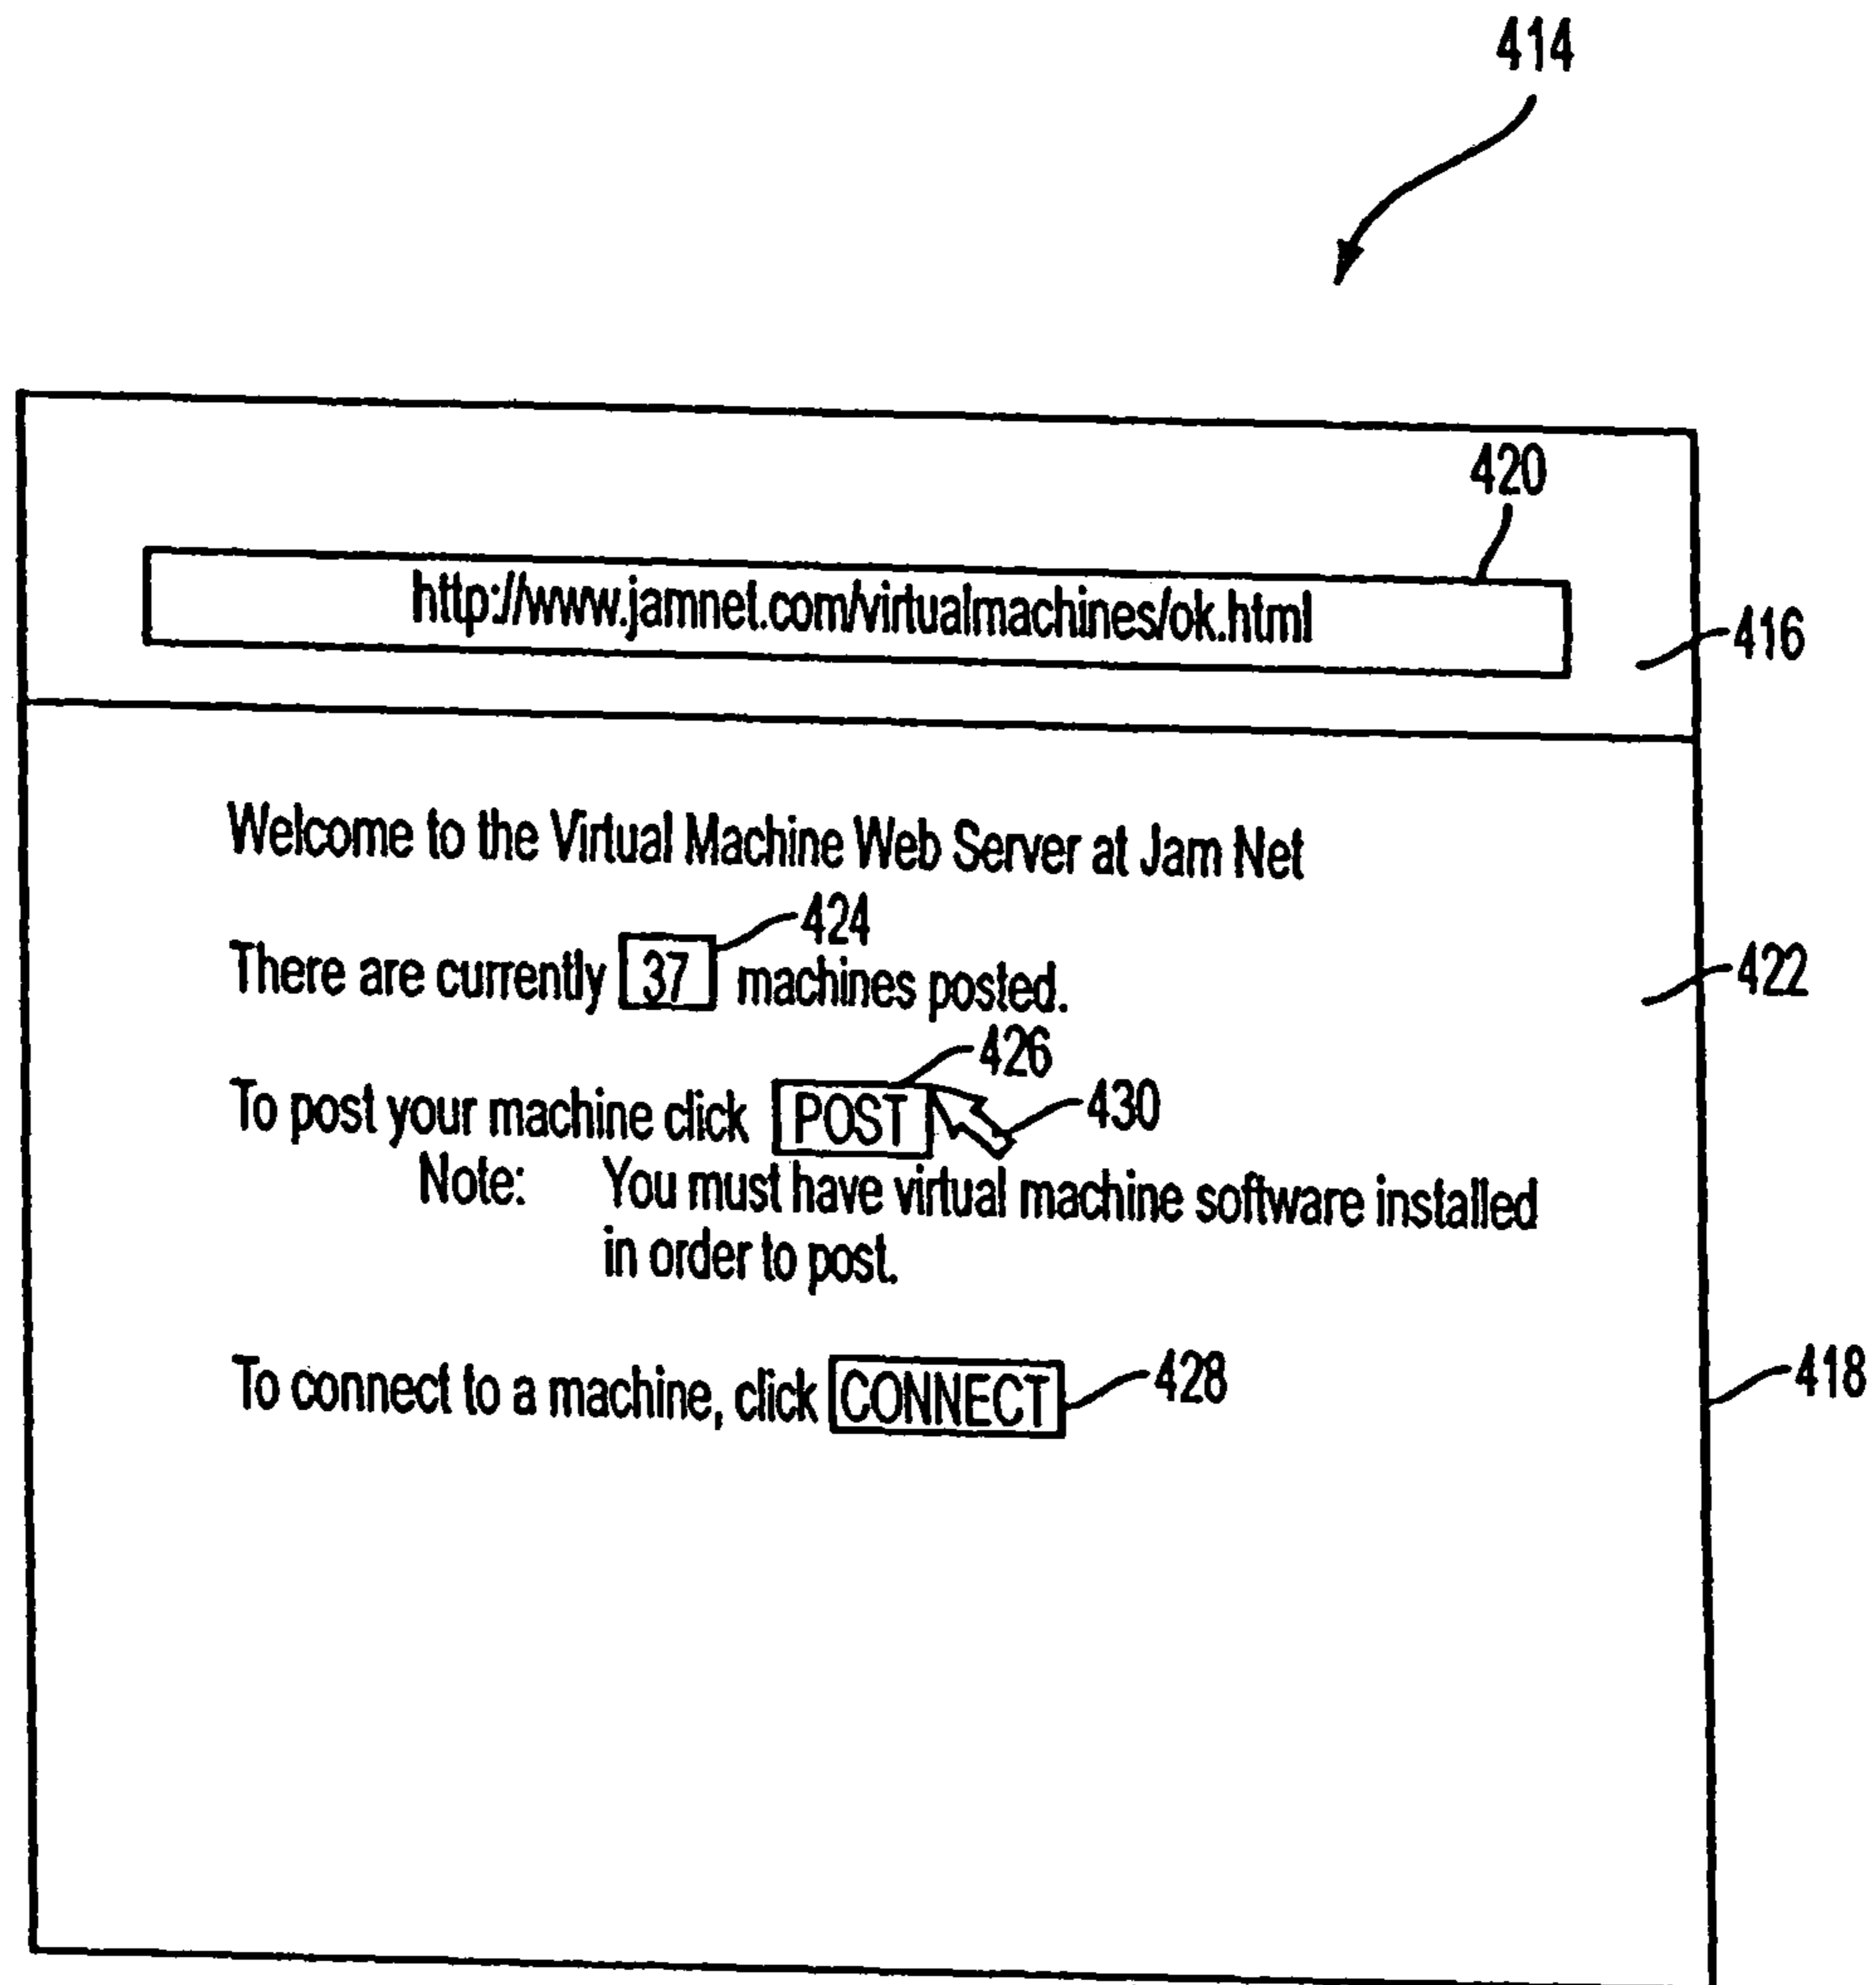 414
420
http://www.jamnet.com/virtualmachines/ok.html
416
Welcome to the Virtual Machine Web Server at Jam Net
424
There are currently 37 machines posted.
422
426
To post your machine click POST
430
Note: You must have virtual machine software installed
in order to post.
To connect to a machine, click CONNECT
428
418